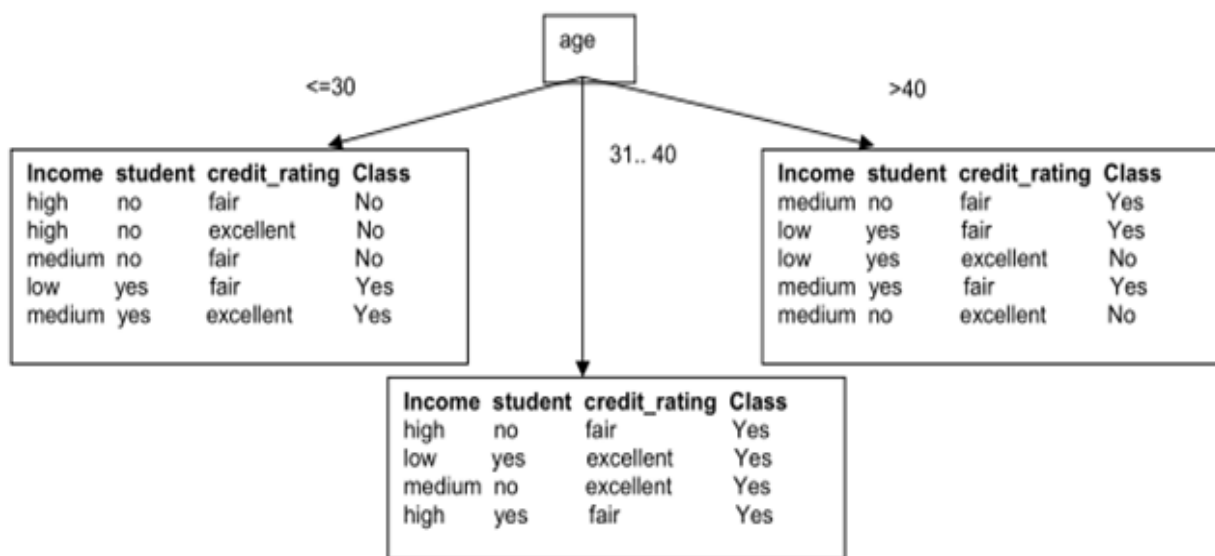 age
<=30
>40
31.. 40
Income student credit_rating Class
high no fair No
high no excellent No
medium no fair No
low yes fair Yes
medium yes excellent Yes
Income student credit_rating Class
medium no fair Yes
low yes fair Yes
low yes excellent No
medium yes fair Yes
medium no excellent No
Income student credit_rating Class
high no fair Yes
low yes excellent Yes
medium no excellent Yes
high yes fair Yes